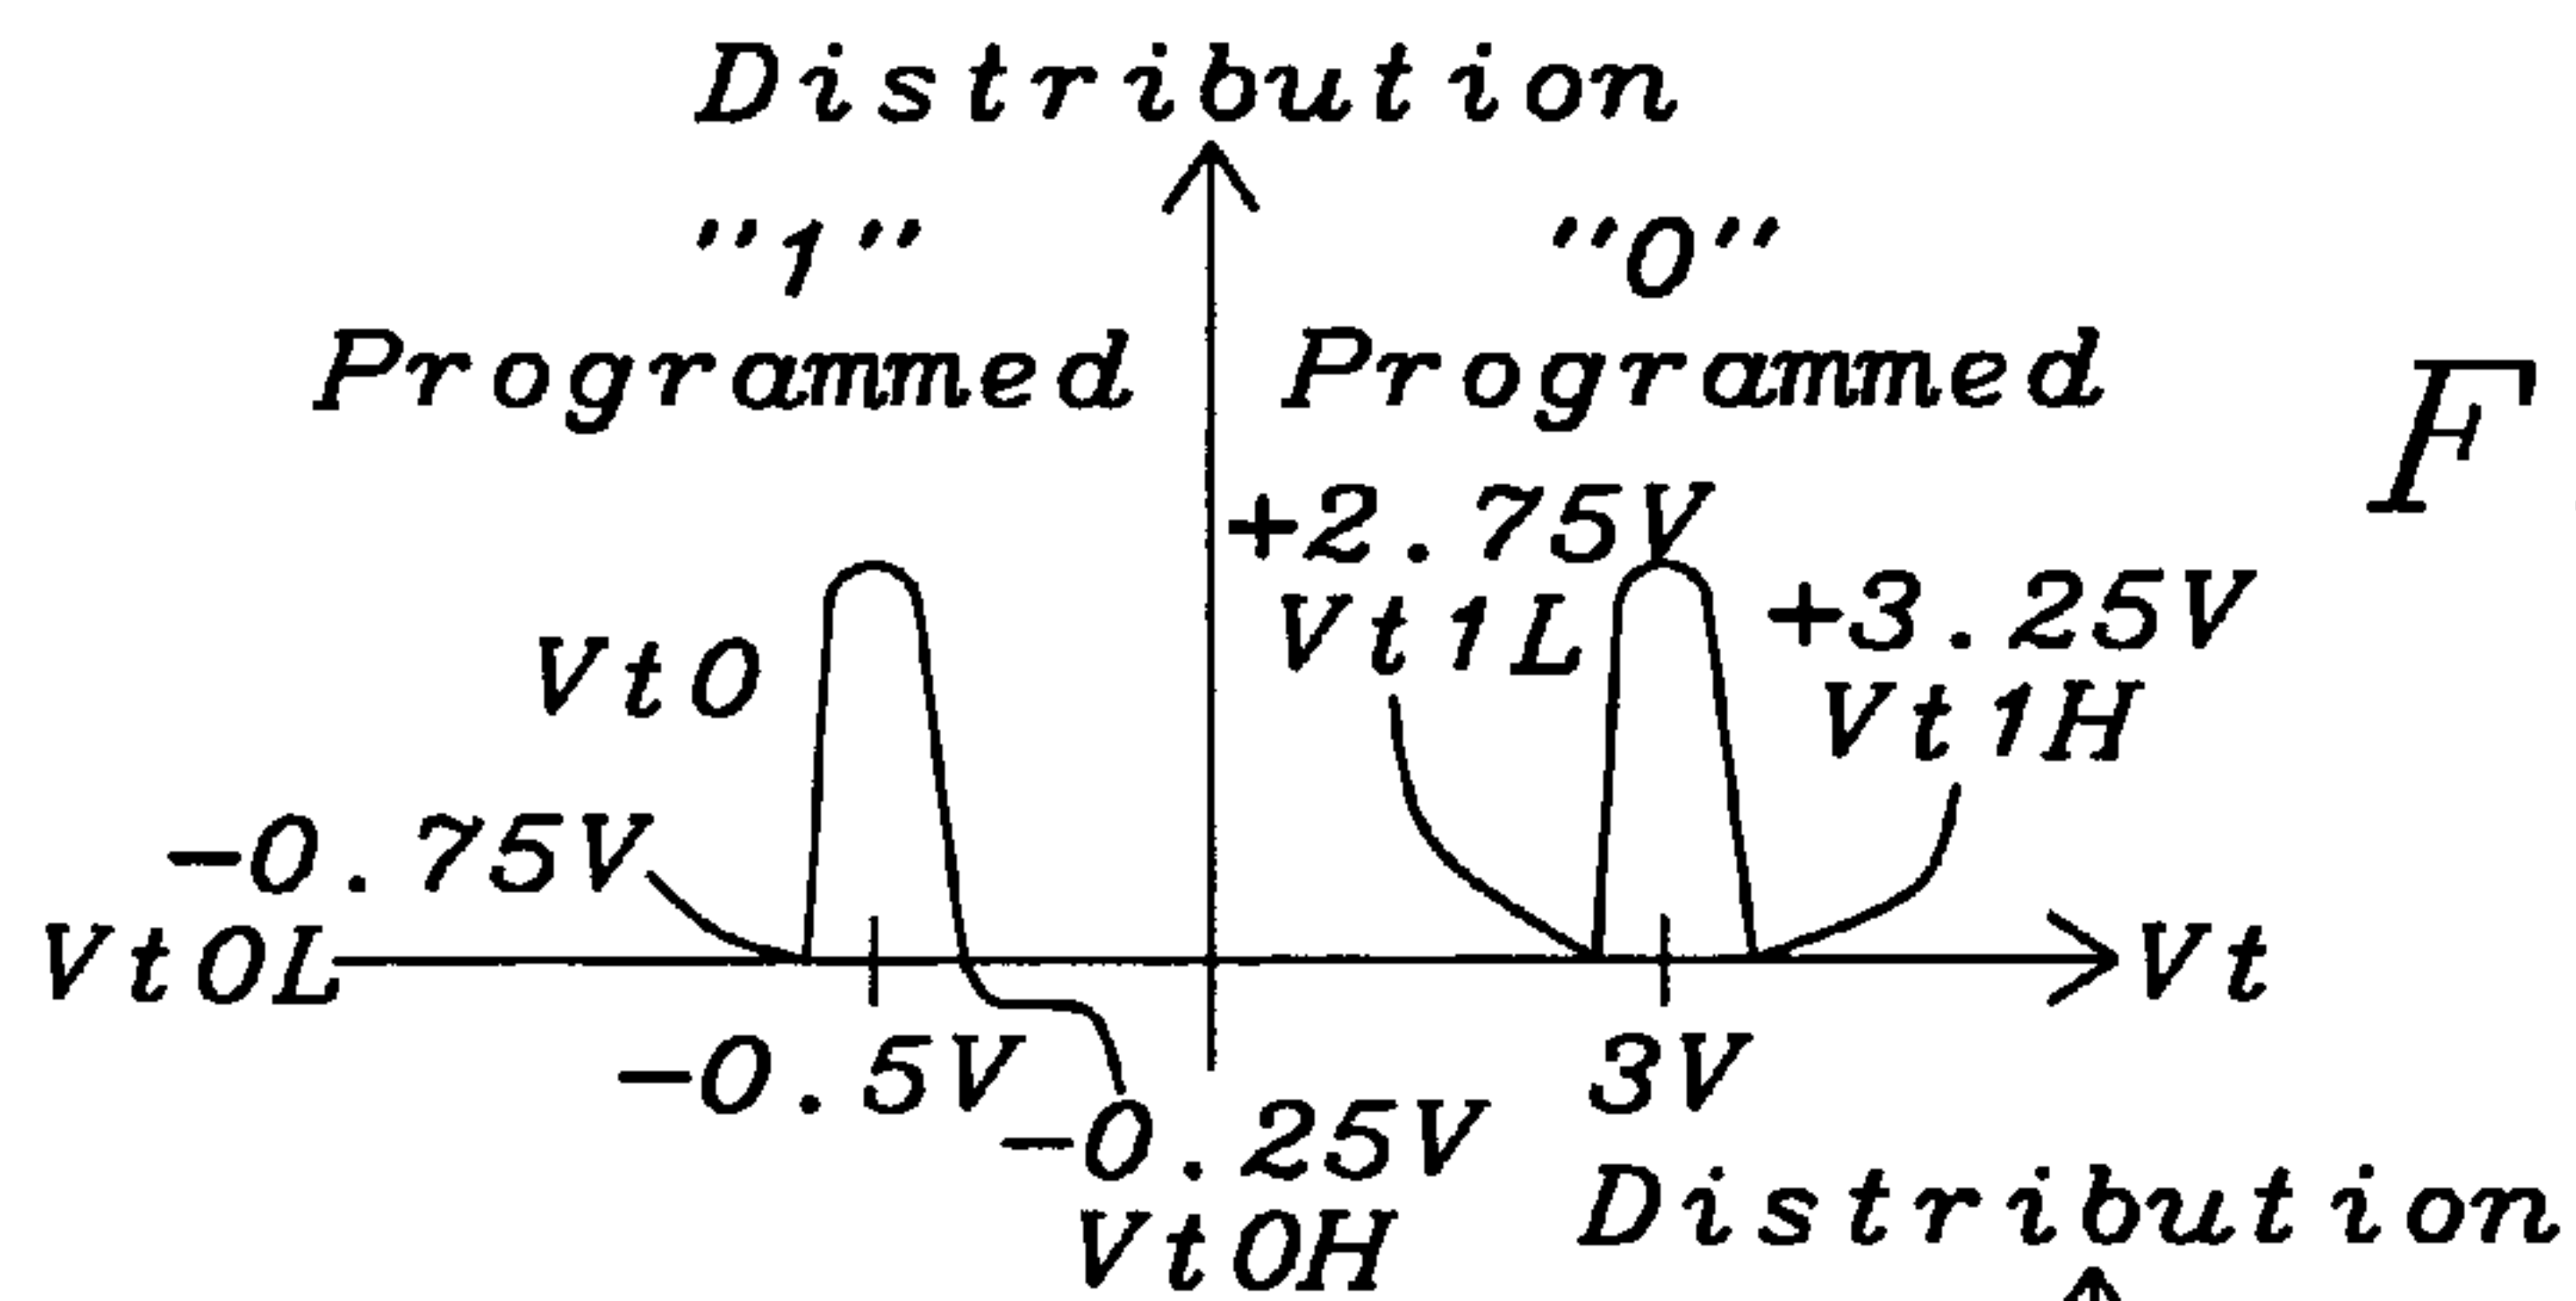 Distribution
"1"
Programmed
"0"
Programmed
+2.75V
Vt1L
+3.25V
Vt1H
Vt0
-0.75V
Vt0L
Vt
-0.5V
3V
-0.25V
Vt0H
F
Distribution